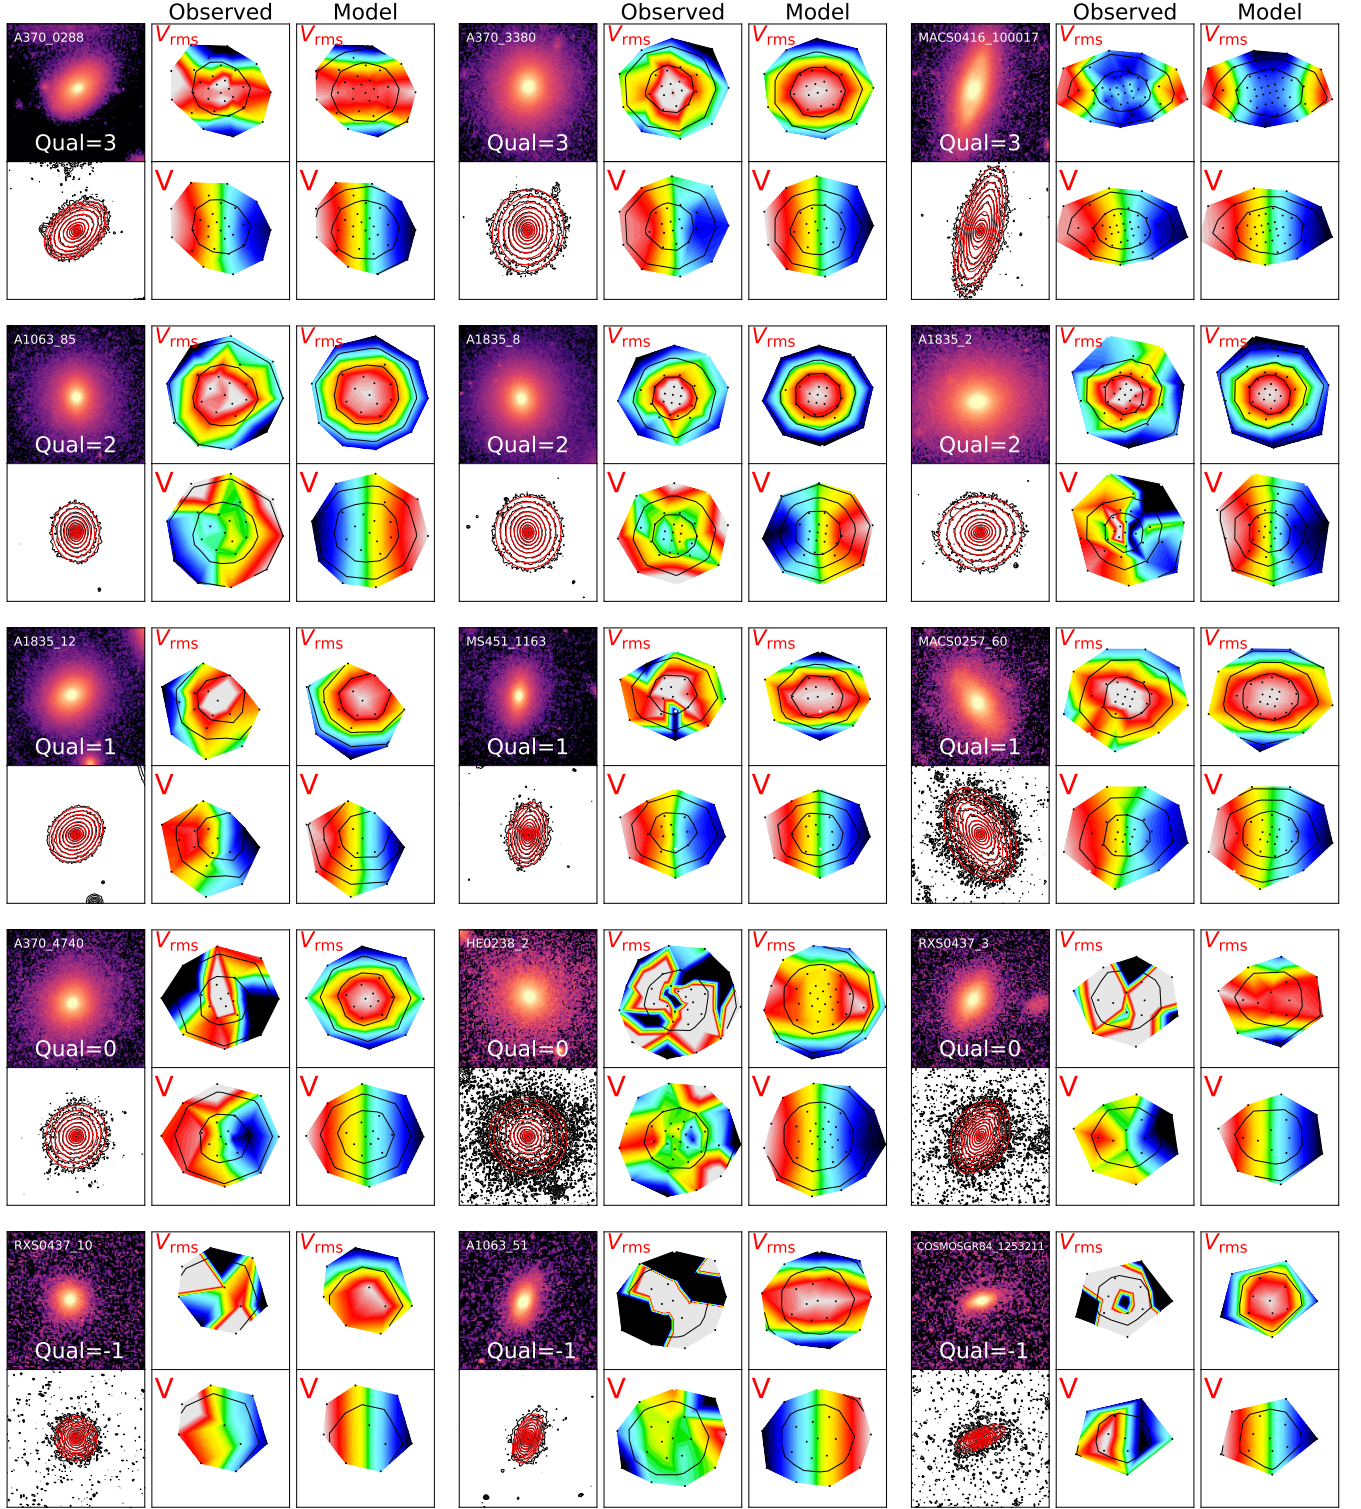 Observed Model Observed Model Observed Model
A370_0288 Vrms Vrms A370_3380 Vrms Vrms MACS0416_100017 Vrms Vrms
Qual=3 Qual=3 Qual=3
V V V V V V
A1063_85 Vrms Vrms A1835_8 Vrms Vrms A1835_2 Vrms Vrms
Qual=2 Qual=2 Qual=2
V V V V V V
A1835_12 Vrms Vrms MS451_1163 Vrms Vrms MACS0257_60 Vrms Vrms
Qual=1 Qual=1 Qual=1
V V V V V V
A370_4740 Vrms Vrms HE0238_2 Vrms Vrms RXS0437_3 Vrms Vrms
Qual=0 Qual=0 Qual=0
V V V V V V
RXS0437_10 Vrms Vrms A1063_51 Vrms Vrms COSMOSGR84_1253211 Vrms Vrms
Qual=-1 Qual=-1 Qual=-1
V V V V V V